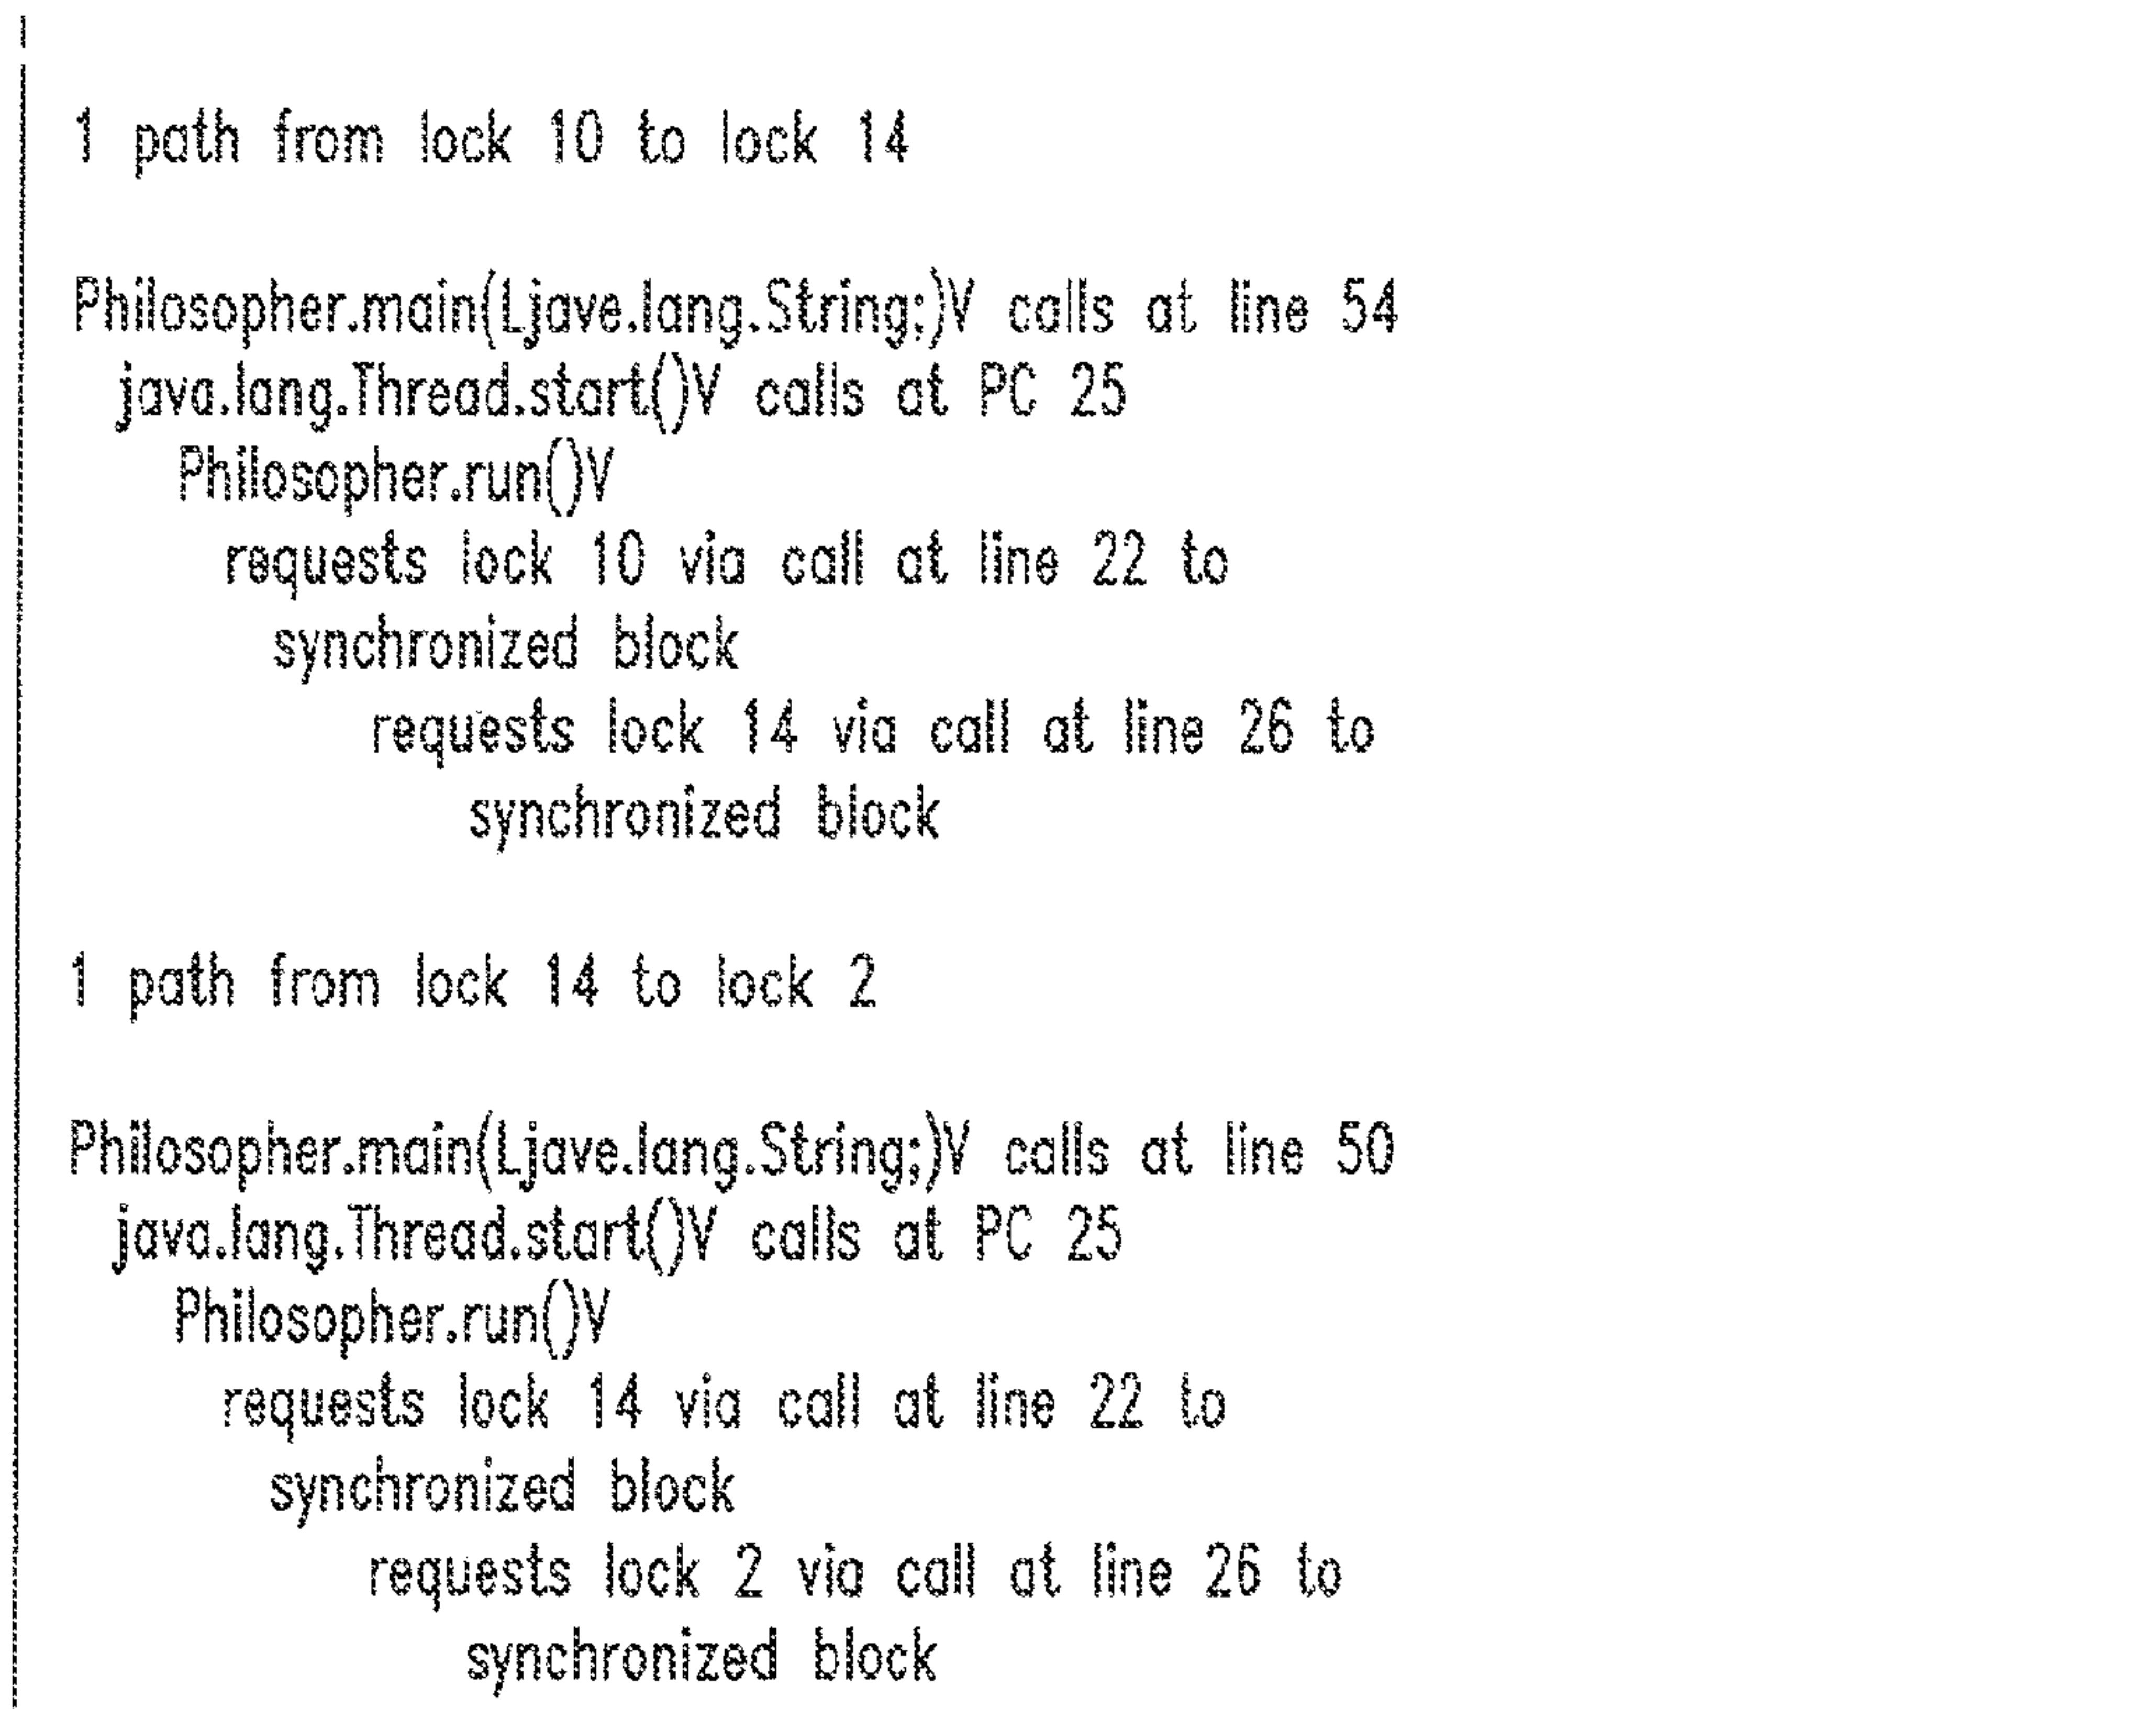 1 path from lock 10 to lock 14
Philosopher.main(Ljave.lang.String;)V calls at line 54
java.lang.Thread.start()V calls at PC 25
Philosopher.run()V
requests lock 10 via call at line 22 to
synchronized block
requests lock 14 via call at line 26 to
synchronized block
1 path from lock 14 to lock 2
Philosopher.main(Ljave.lang.String;)V calls at line 50
java.lang.Thread.start()V calls at PC 25
Philosopher.run()V
requests lock 14 via call at line 22 to
synchronized block
requests lock 2 via call at line 26 to
synchronized block